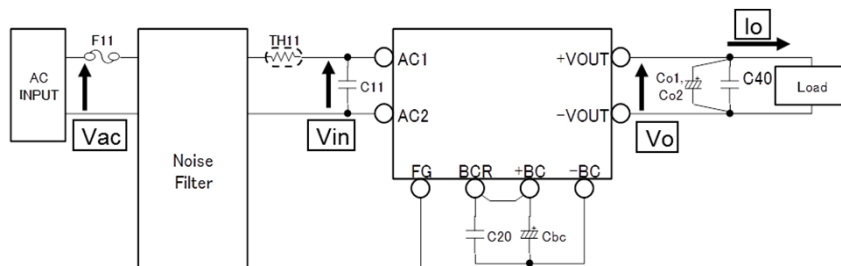 Io
F11
TH11
AC1
+VOUT
AC
INPUT
C11
Co1,
Co2
+
C40
Load
AC2
-VOUT
Vac
Vin
Vo
Noise
Filter
FG
BCR
+BC
-BC
C20
+
Cbc